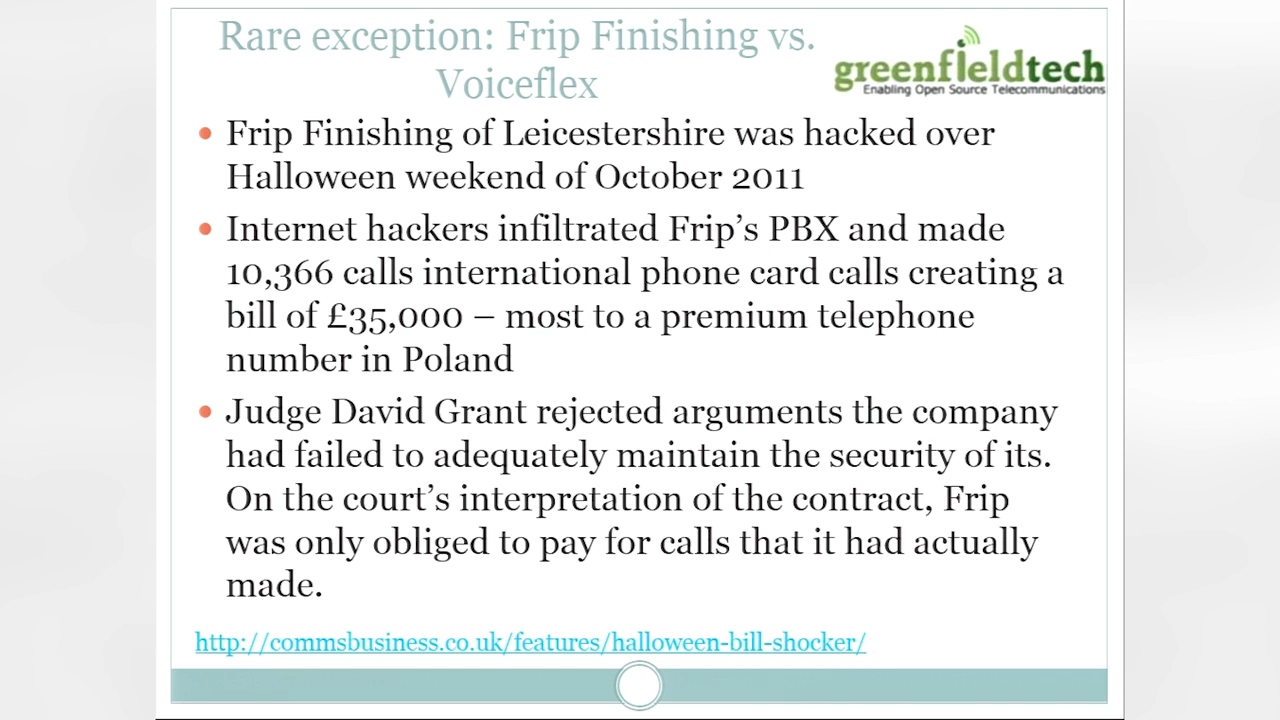 Rare exception: Frip Finishing vs.
Voiceflex
greenfieldtech
Enabling Open Source Telecommunications
• Frip Finishing of Leicestershire was hacked over
Halloween weekend of October 2011
• Internet hackers infiltrated Frip’s PBX and made
10,366 calls international phone card calls creating a
bill of £35,000 – most to a premium telephone
number in Poland
• Judge David Grant rejected arguments the company
had failed to adequately maintain the security of its.
On the court’s interpretation of the contract, Frip
was only obliged to pay for calls that it had actually
made.
http://commsbusiness.co.uk/features/halloween-bill-shocker/